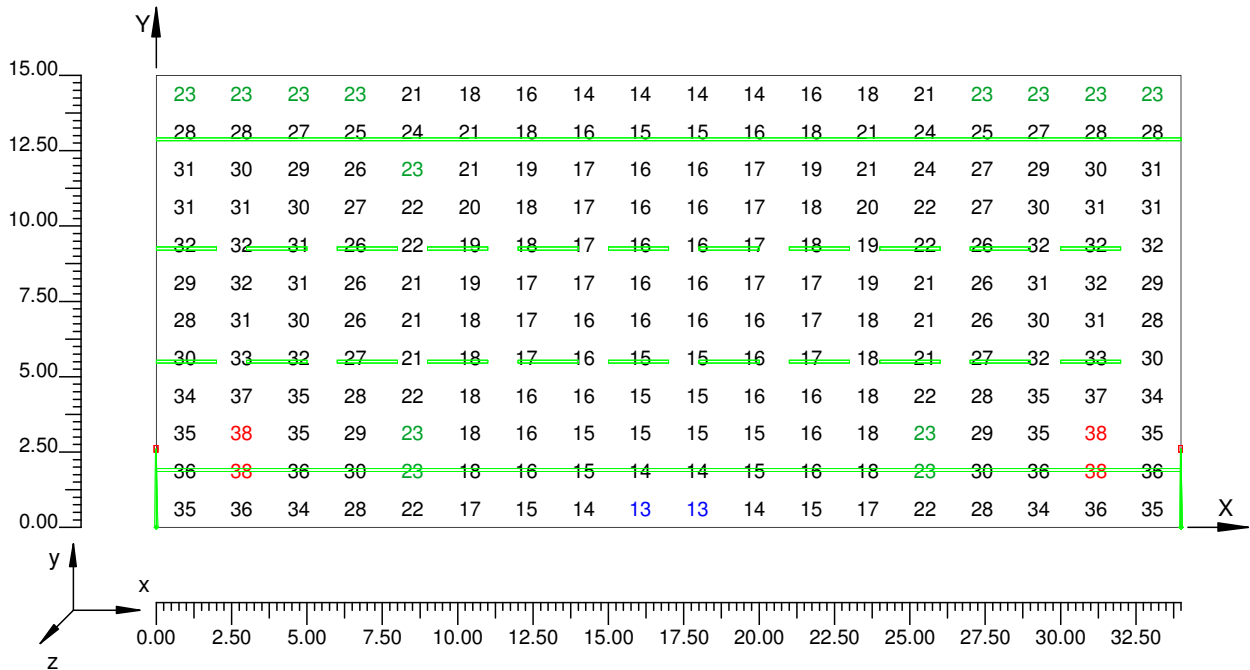 Y
15.00
23 23 23 23 21 18 16 14 14 14 14 16 18 21 23 23 23 23
28 28 27 25 24 21 18 16 15 15 16 18 21 24 25 27 28 28
12.50
31 30 29 26 23 21 19 17 16 16 17 19 21 24 27 29 30 31
31 31 30 27 22 20 18 17 16 16 17 18 20 22 27 30 31 31
10.00
32 32 31 26 22 19 18 17 16 16 17 18 19 22 26 32 32 32
29 32 31 26 21 19 17 17 16 16 17 17 19 21 26 31 32 29
7.50
28 31 30 26 21 18 17 16 16 16 16 17 18 21 26 30 31 28
30 33 32 27 21 18 17 16 15 15 16 17 18 21 27 32 33 30
5.00
34 37 35 28 22 18 16 16 15 15 16 16 18 22 28 35 37 34
35 38 35 29 23 18 16 15 15 15 15 16 18 23 29 35 38 35
2.50
36 38 36 30 23 18 16 15 14 14 15 16 18 23 30 36 38 36
35 36 34 28 22 17 15 14 13 13 14 15 17 22 28 34 36 35
0.00
X
y
x
z
0.00 2.50 5.00 7.50 10.00 12.50 15.00 17.50 20.00 22.50 25.00 27.50 30.00 32.50